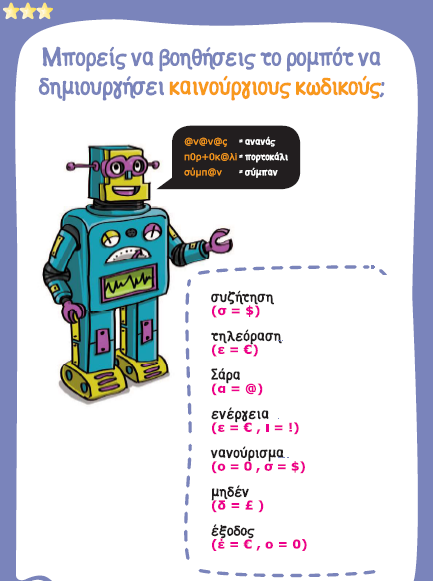 Μπορείς να βοηθήσεις το ρομπότ να
δημιουργήσει καινούργιους κωδικούς;
@ν@ν@ς = ανανάς
π0ρ+0κ@λi = πορτοκάλι
σύμπ@ν = σύμπαν
συζήτηση
(σ = $)
τηλεόραση
(ε = €)
Σάρα
(α = @)
ενέργεια
(ε = € , ι = !)
νανούρισμα
(ο = 0 , σ = $)
μηδέν
(δ = £ )
έξοδος
(έ = € , ο = 0)